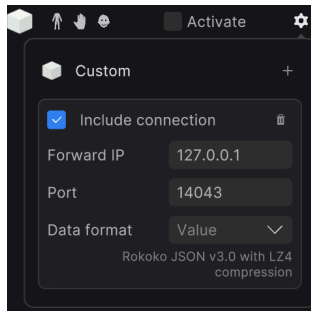 Activate
Custom
Include connection
Forward IP 127.0.0.1
Port 14043
Data format Value
Rokoko JSON v3.0 with LZ4
compression